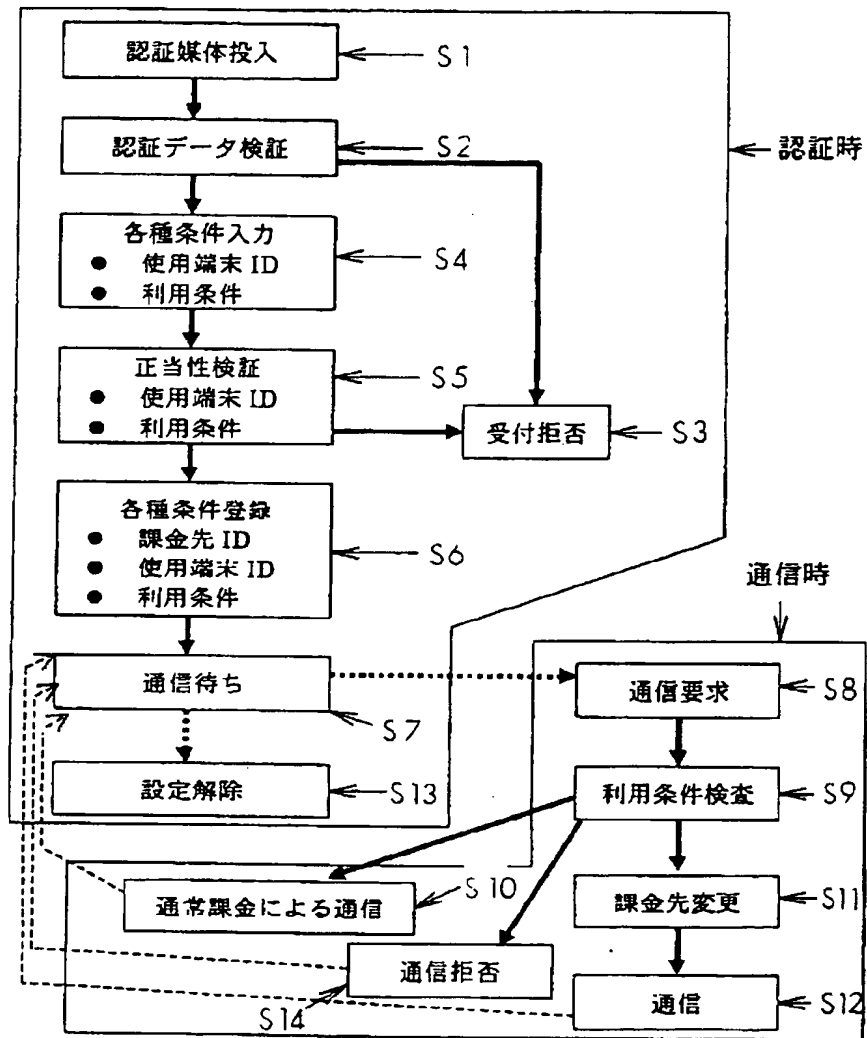 認証媒体投入
S1
認証データ検証
S2
認証時
各種条件入力
● 使用端末ID
● 利用条件
S4
正当性検証
● 使用端末ID
● 利用条件
S5
受付拒否
S3
各種条件登録
● 課金先ID
● 使用端末ID
● 利用条件
S6
通信時
通信待ち
S7
通信要求
S8
設定解除
S13
利用条件検査
S9
通常課金による通信
S10
課金先変更
S11
通信拒否
S14
通信
S12